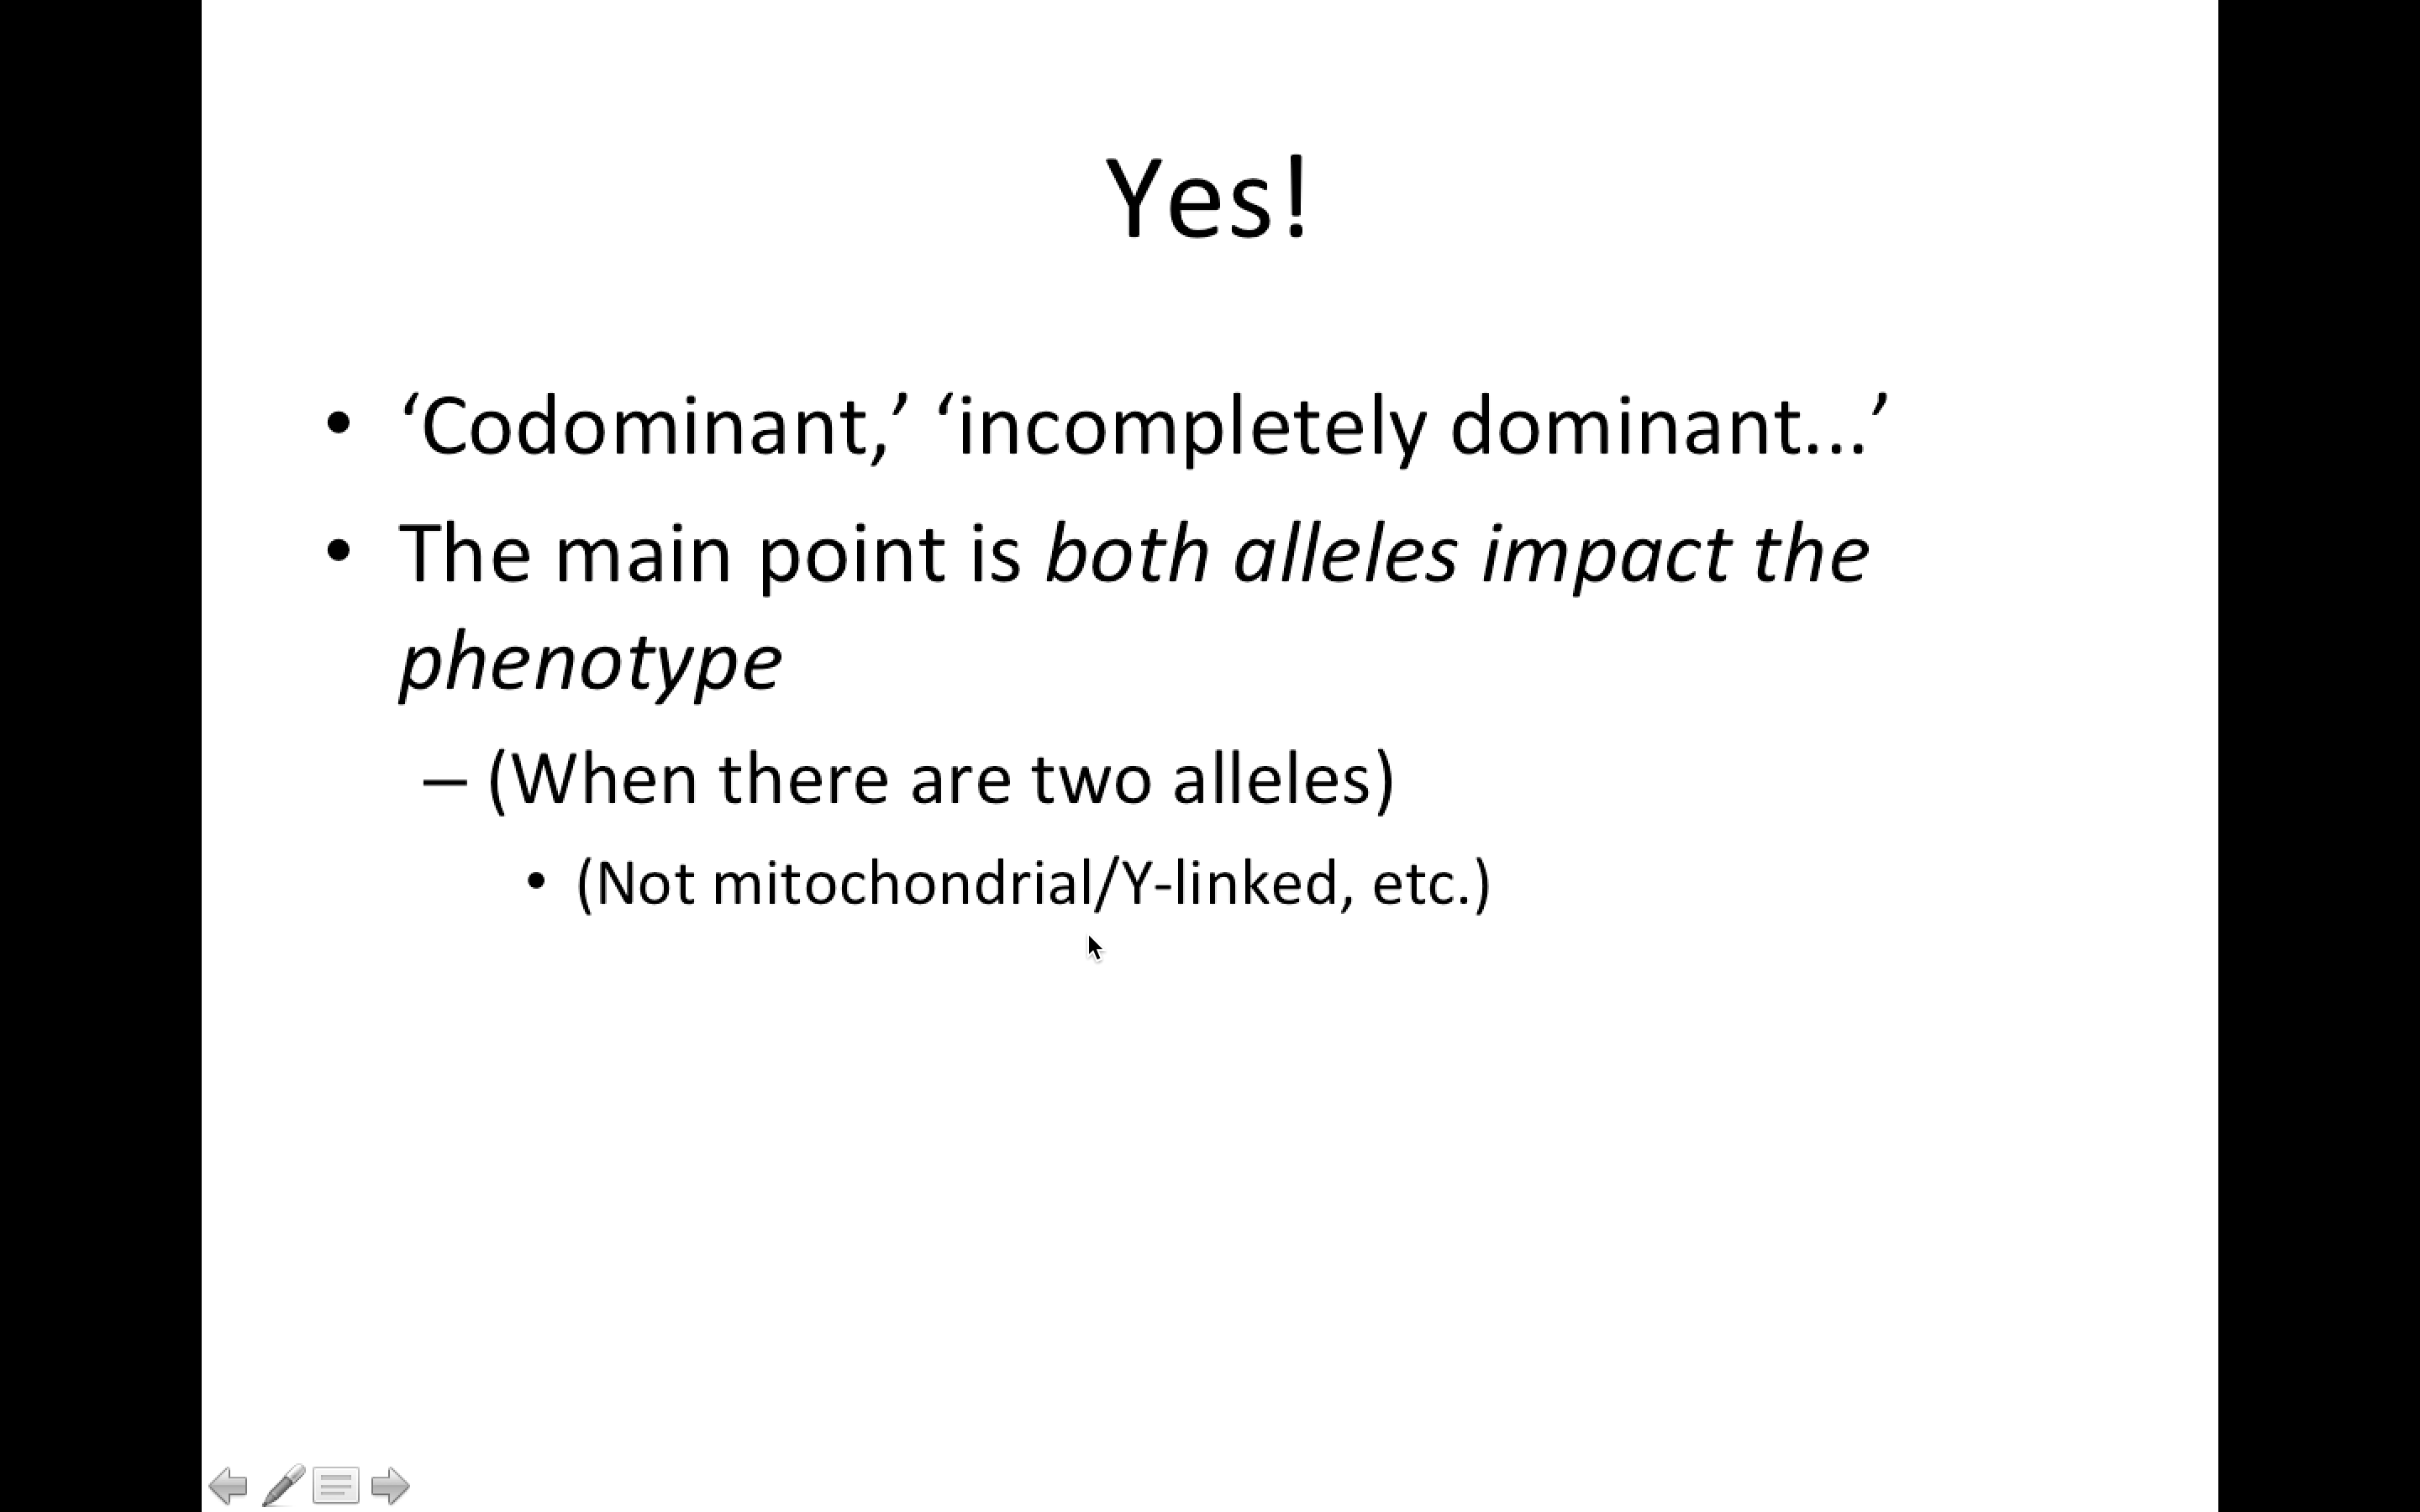 Yes!
• ‘Codominant,’ ‘incompletely dominant...’
• The main point is both alleles impact the
phenotype
– (When there are two alleles)
• (Not mitochondrial/Y-linked, etc.)